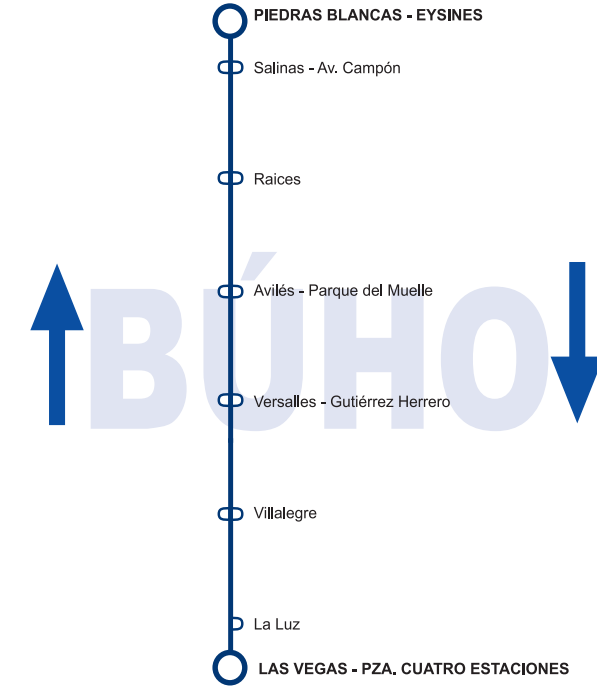 PIEDRAS BLANCAS - EYSINES
Salinas - Av. Campón
Raices
Avilés - Parque del Muelle
BÚHO
Versalles - Gutiérrez Herrero
Villalegre
La Luz
LAS VEGAS - PZA. CUATRO ESTACIONES